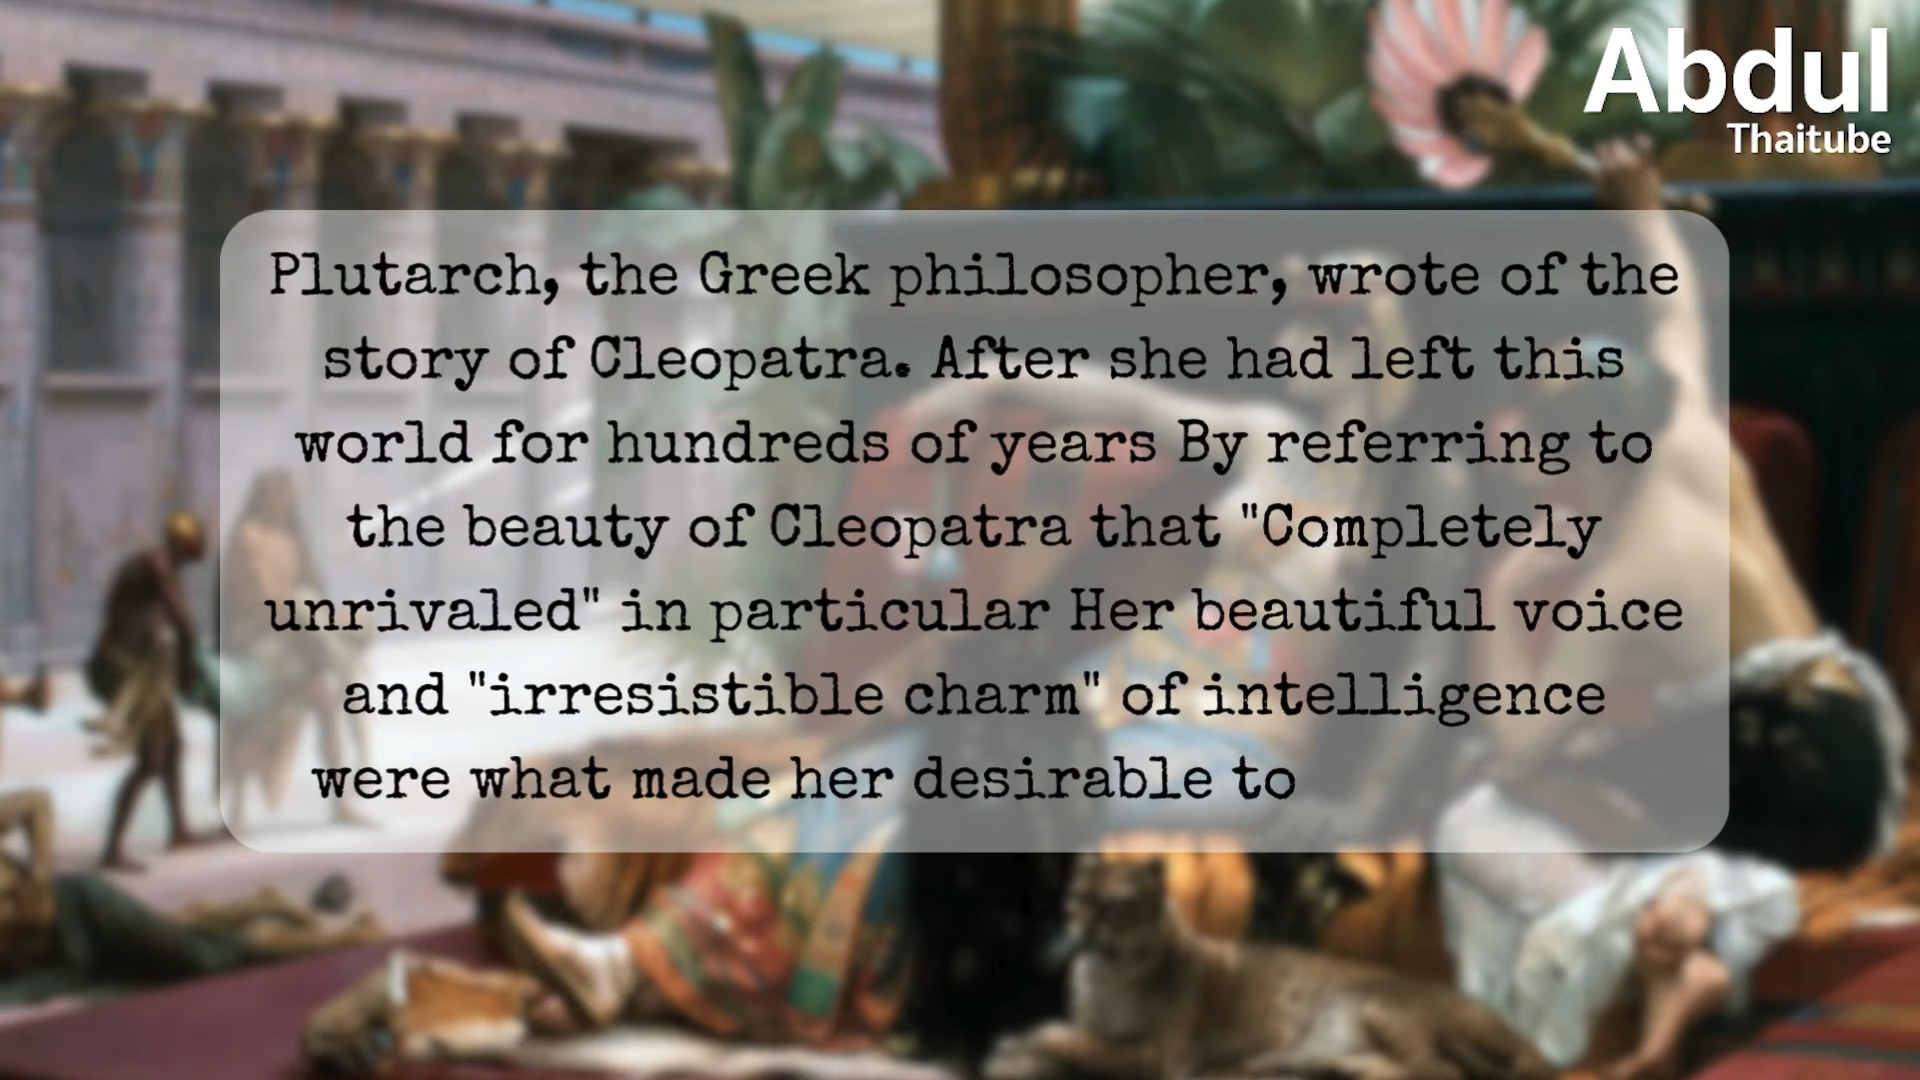 Abdul
Thaitube
Plutarch, the Greek philosopher, wrote of the
story of Cleopatra. After she had left this
world for hundreds of years By referring to
the beauty of Cleopatra that "Completely
unrivaled" in particular Her beautiful voice
and "irresistible charm" of intelligence
were what made her desirable to